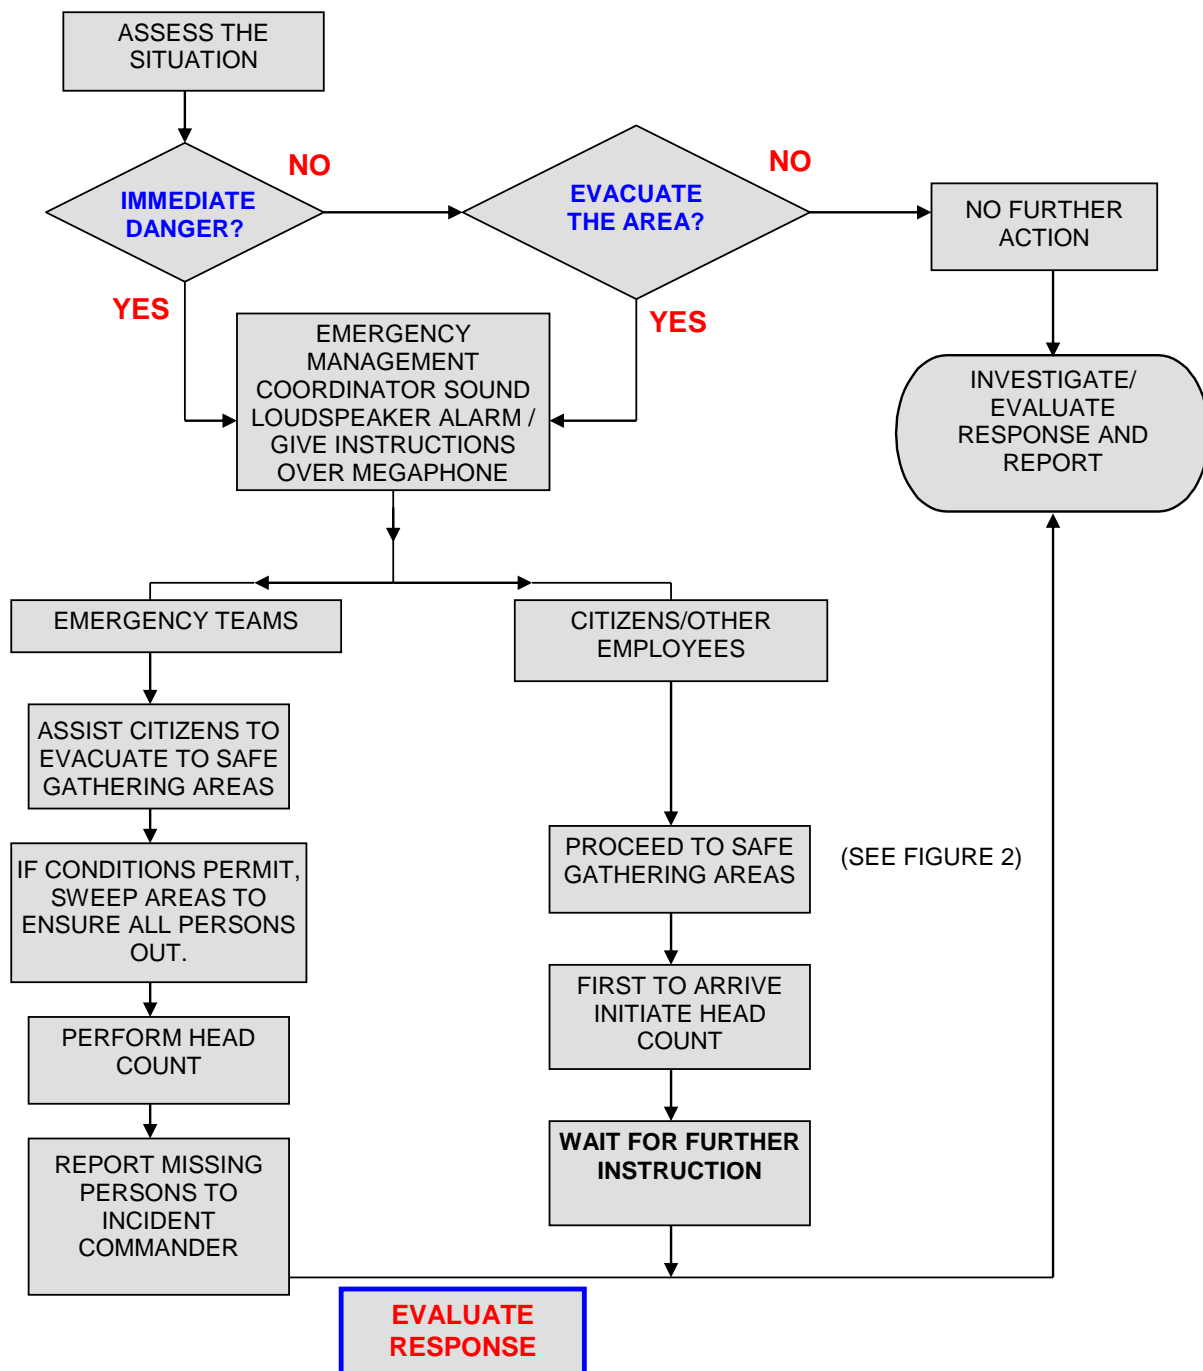 ASSESS THE
SITUATION
IMMEDIATE
DANGER?
NO
YES
EVACUATE
THE AREA?
NO
YES
NO FURTHER
ACTION
INVESTIGATE/
EVALUATE
RESPONSE AND
REPORT
EMERGENCY
MANAGEMENT
COORDINATOR SOUND
LOUDSPEAKER ALARM /
GIVE INSTRUCTIONS
OVER MEGAPHONE
EMERGENCY TEAMS
ASSIST CITIZENS TO
EVACUATE TO SAFE
GATHERING AREAS
IF CONDITIONS PERMIT,
SWEEP AREAS TO
ENSURE ALL PERSONS
OUT.
PERFORM HEAD
COUNT
REPORT MISSING
PERSONS TO
INCIDENT
COMMANDER
CITIZENS/OTHER
EMPLOYEES
PROCEED TO SAFE
GATHERING AREAS
(SEE FIGURE 2)
FIRST TO ARRIVE
INITIATE HEAD
COUNT
WAIT FOR FURTHER
INSTRUCTION
EVALUATE
RESPONSE